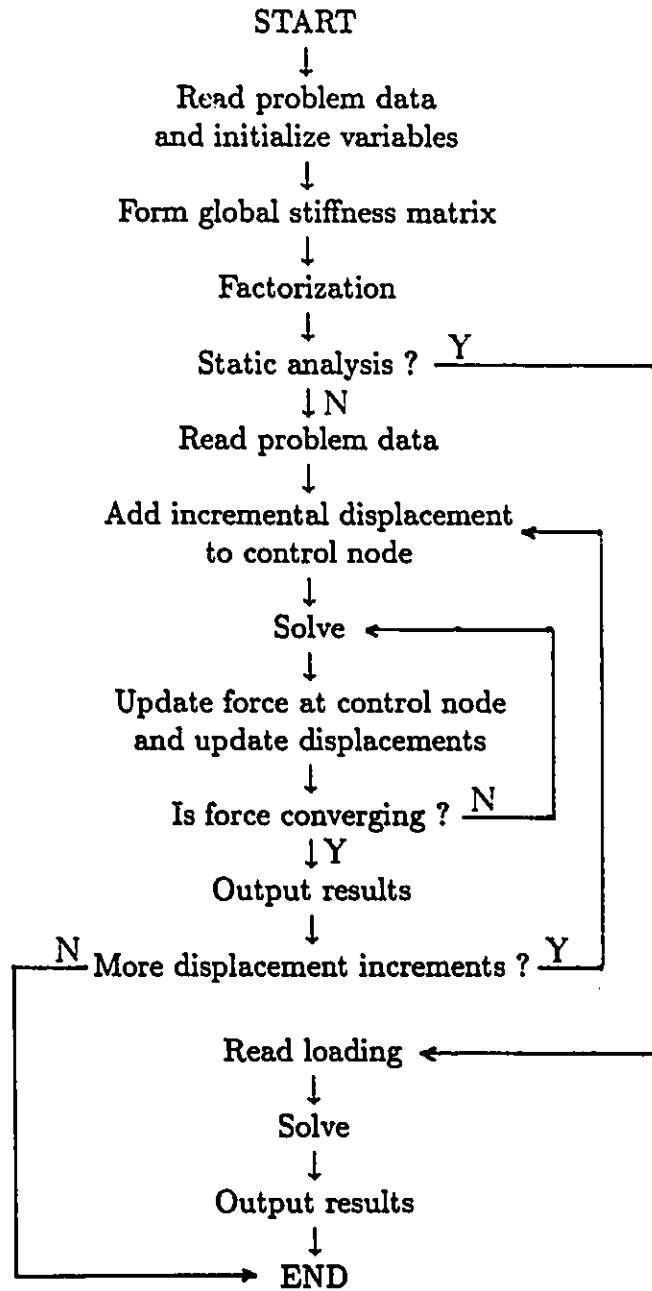 START
Read problem data
and initialize variables
Form global stiffness matrix
Factorization
Static analysis ? Y
N
Read problem data
Add incremental displacement
to control node
Solve
Update force at control node
and update displacements
Is force converging ? N
Y
Output results
N More displacement increments ? Y
Read loading
Solve
Output results
END